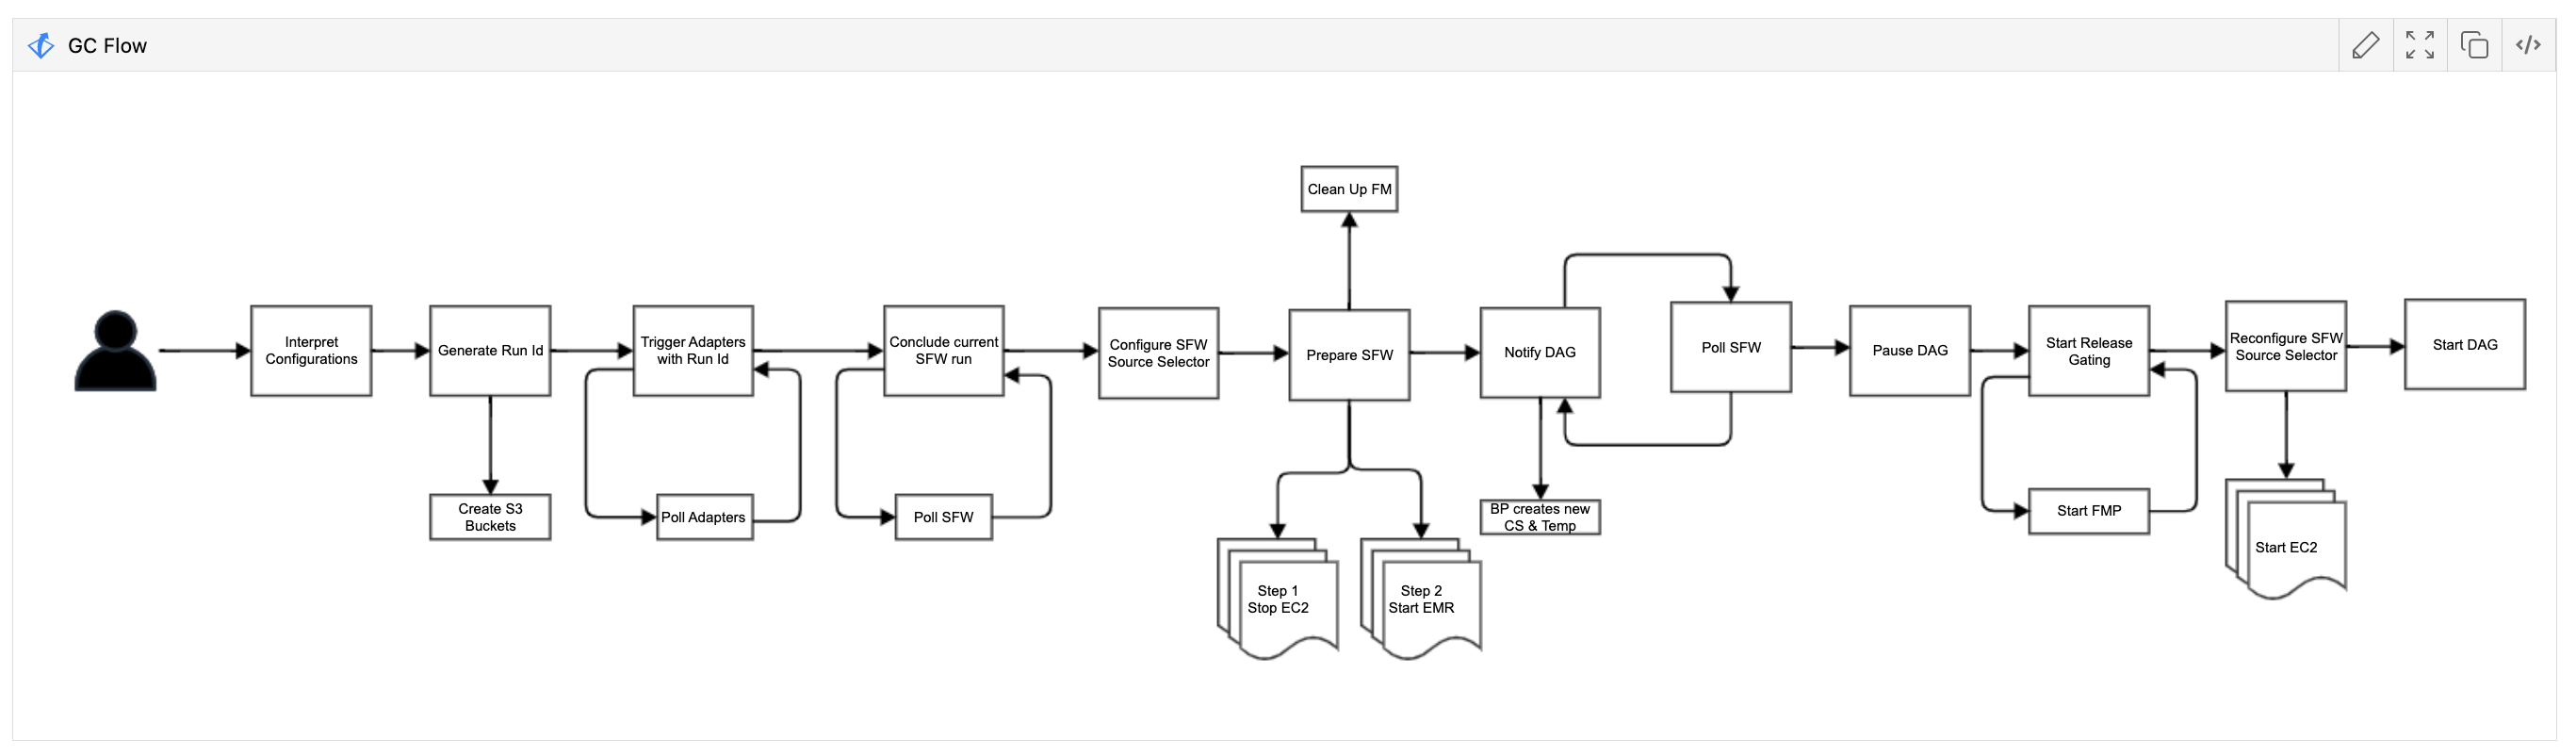 GC Flow
Clean Up FM
Interpret
Configurations
Generate Run Id
Trigger Adapters
with Run Id
Conclude current
SFW run
Configure SFW
Source Selector
Prepare SFW
Notify DAG
Poll SFW
Pause DAG
Start Release
Gating
Reconfigure SFW
Source Selector
Start DAG
Create S3
Buckets
Poll Adapters
Poll SFW
BP creates new
CS & Temp
Start FMP
Step 1
Stop EC2
Step 2
Start EMR
Start EC2